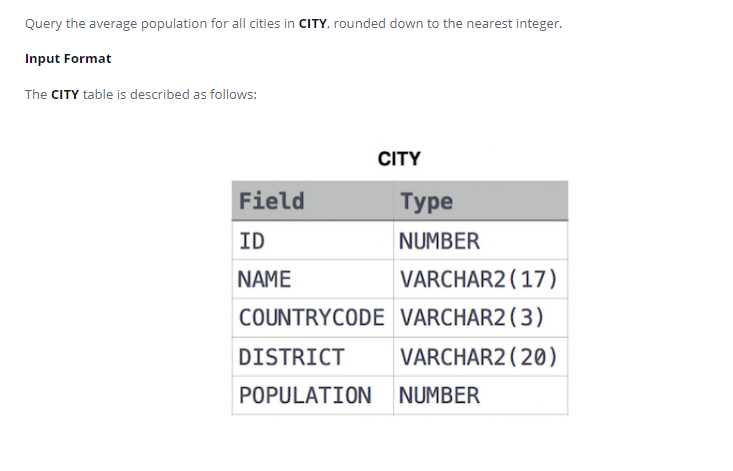 Query the average population for all cities in CITY, rounded down to the nearest integer.
Input Format
The CITY table is described as follows:
CITY
Field Type
ID NUMBER
NAME VARCHAR2(17)
COUNTRYCODE VARCHAR2(3)
DISTRICT VARCHAR2(20)
POPULATION NUMBER